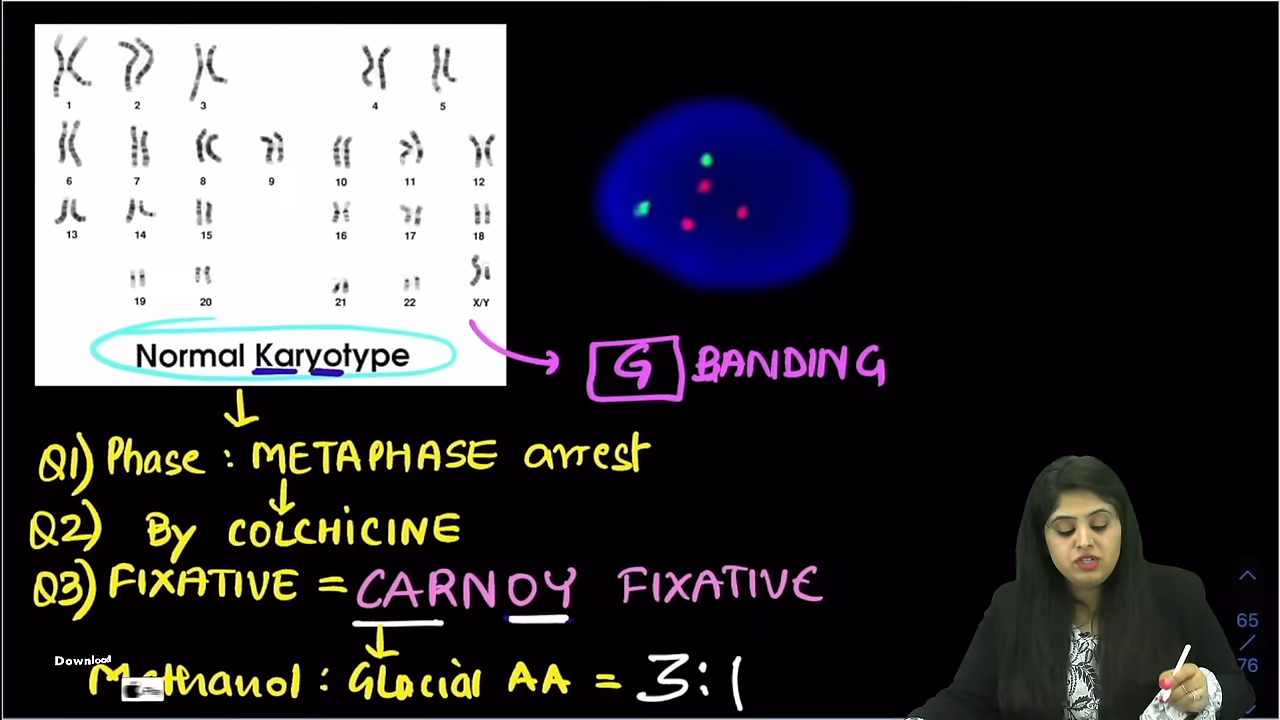 1 2 3 4 5
6 7 8 9 10 11 12
13 14 15 16 17 18
19 20 21 22 X/Y
Normal Karyotype
G BANDING
Q1) Phase : METAPHASE arrest
Q2) By COLCHICINE
Q3) FIXATIVE = CARNOY FIXATIVE
Download
Methanol : Glacial AA = 3:1
65
/
76